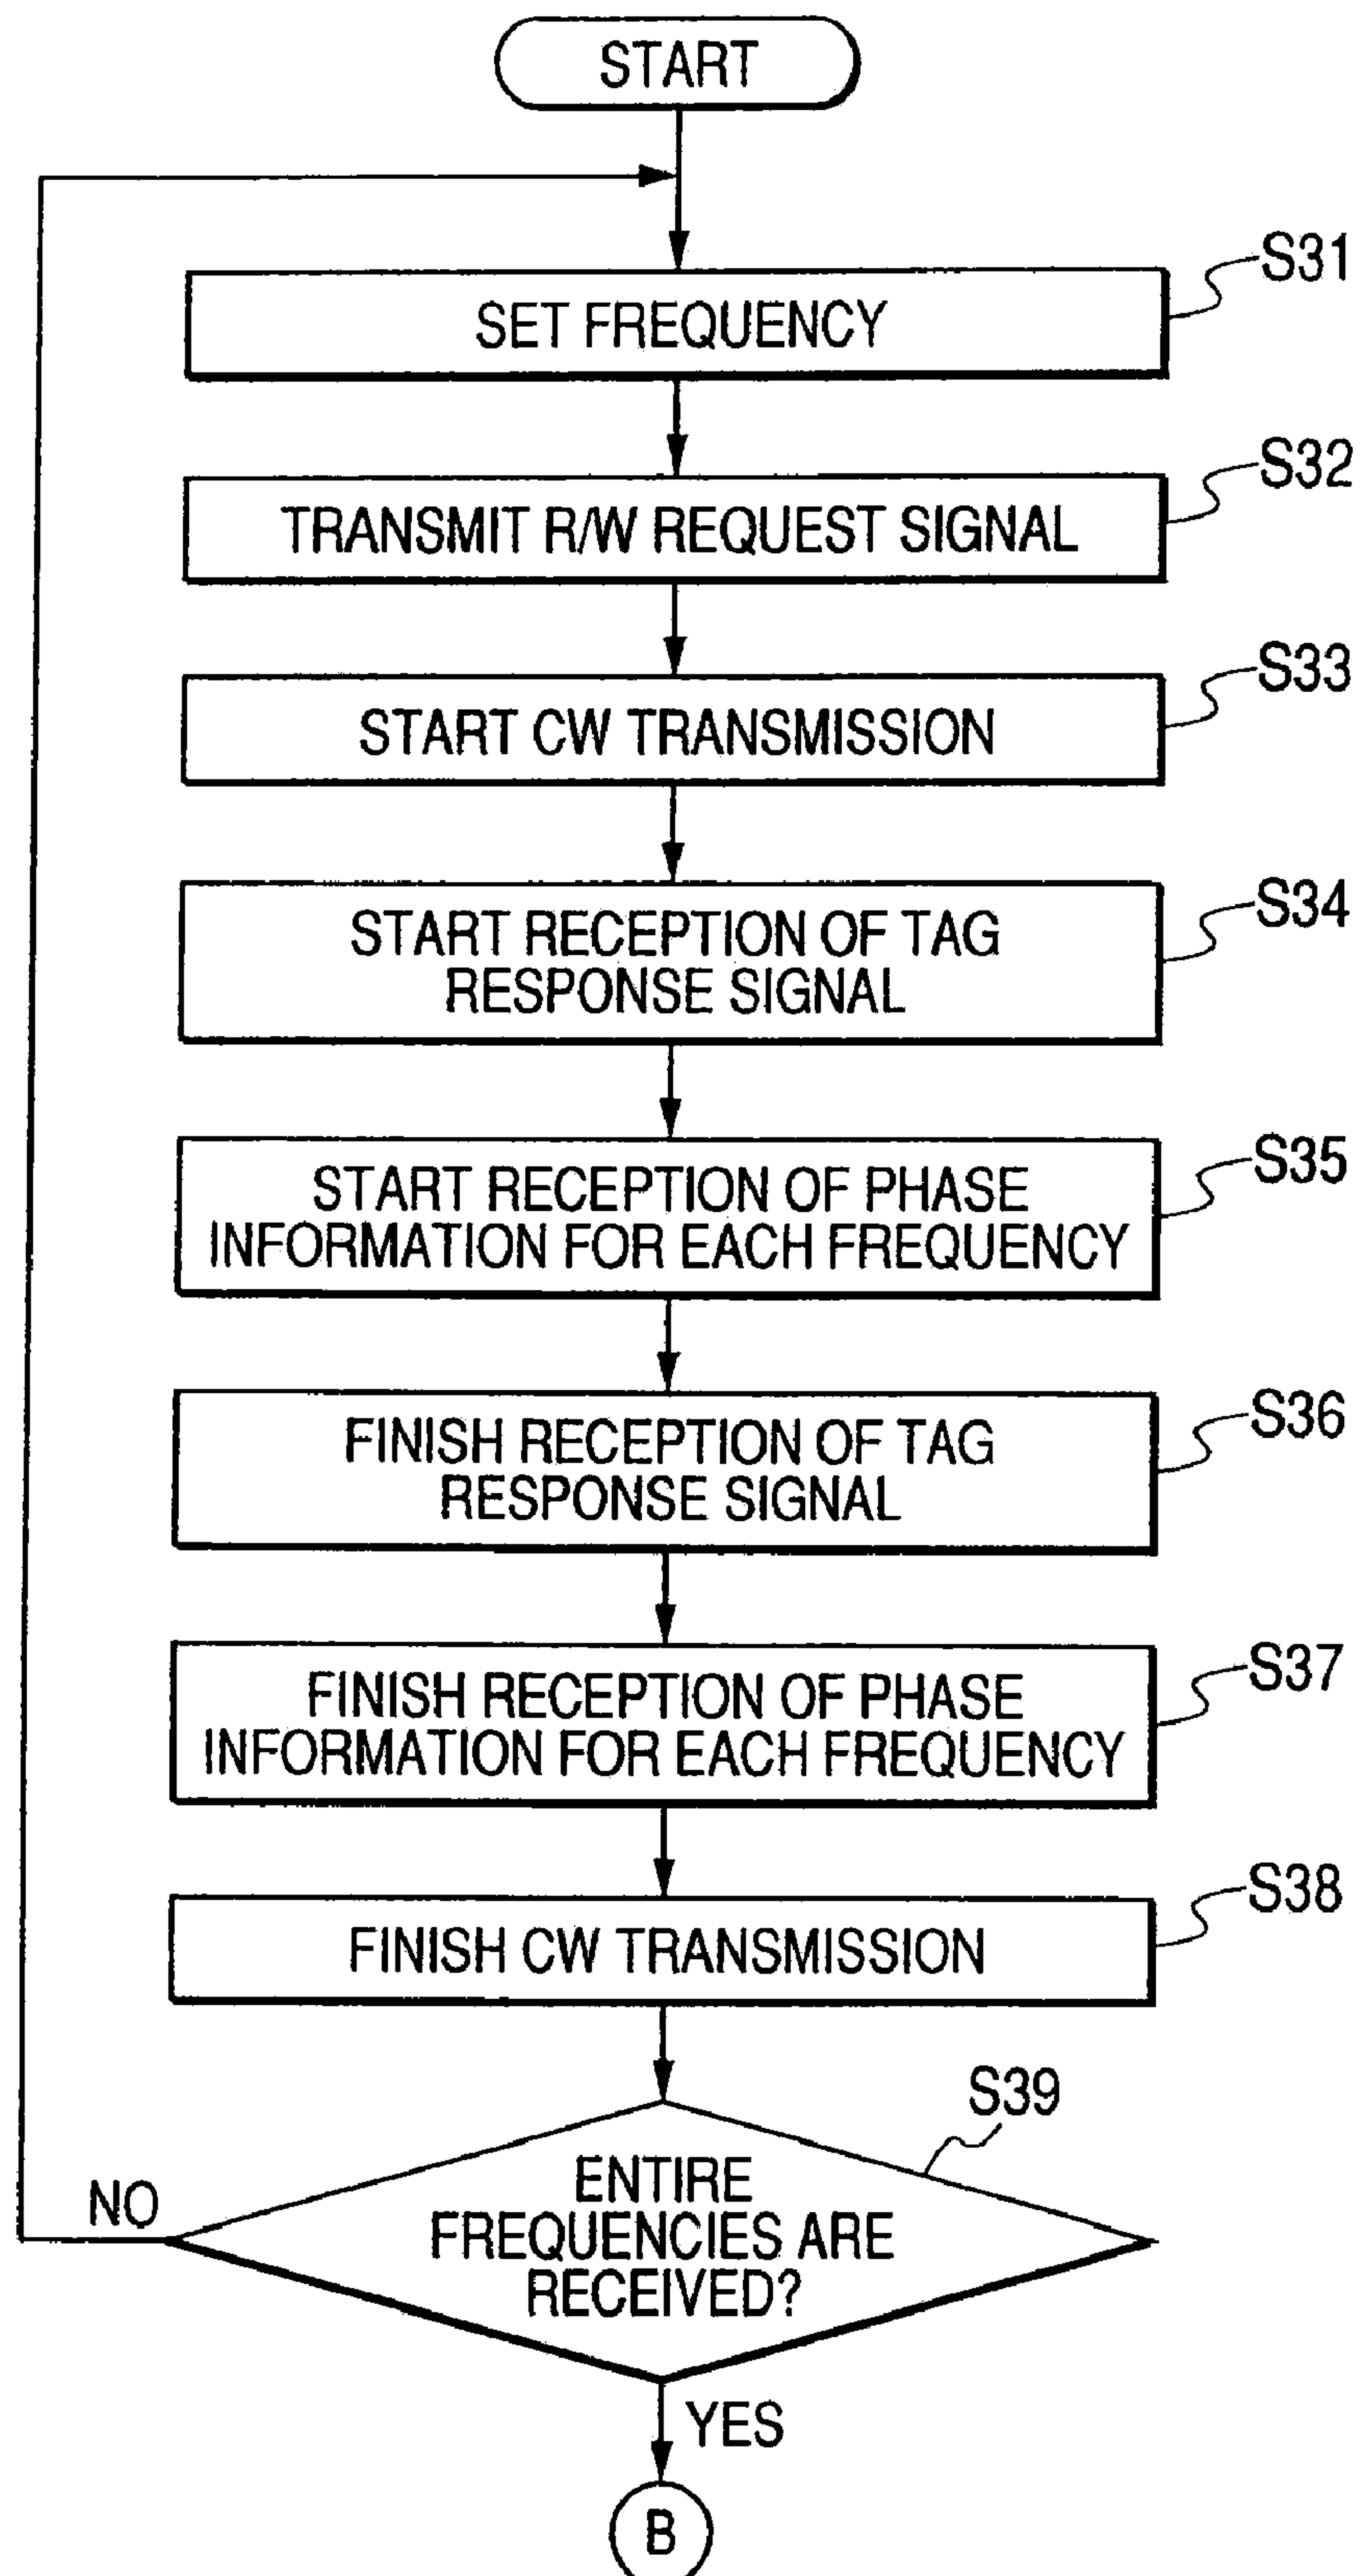 START
S31
SET FREQUENCY
S32
TRANSMIT R/W REQUEST SIGNAL
S33
START CW TRANSMISSION
S34
START RECEPTION OF TAG
RESPONSE SIGNAL
S35
START RECEPTION OF PHASE
INFORMATION FOR EACH FREQUENCY
S36
FINISH RECEPTION OF TAG
RESPONSE SIGNAL
S37
FINISH RECEPTION OF PHASE
INFORMATION FOR EACH FREQUENCY
S38
FINISH CW TRANSMISSION
S39
ENTIRE
FREQUENCIES ARE
RECEIVED?
NO
YES
B